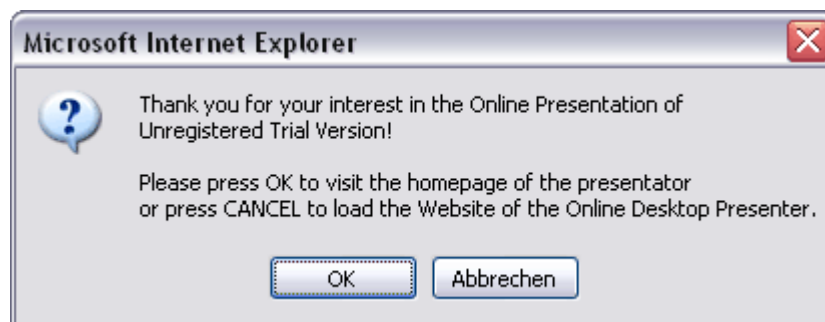 Microsoft Internet Explorer
Thank you for your interest in the Online Presentation of
Unregistered Trial Version!
Please press OK to visit the homepage of the presentator
or press CANCEL to load the Website of the Online Desktop Presenter.
OK Abbrechen